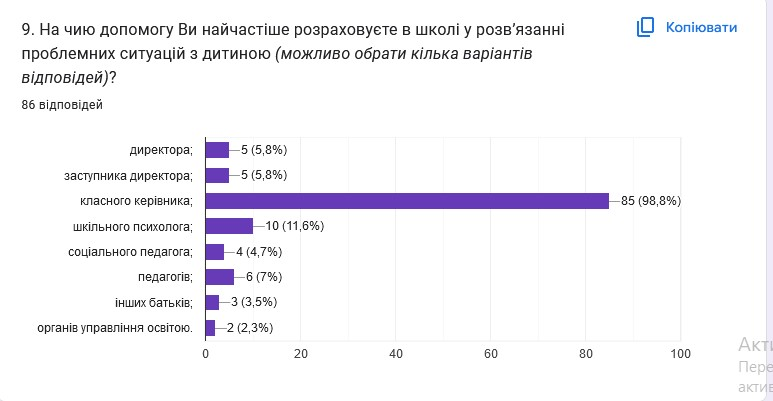 9. На чию допомогу Ви найчастіше розраховуєте в школі у розв’язанні
проблемних ситуацій з дитиною (можливо обрати кілька варіантів
відповідей)?
Копіювати
86 відповідей
директора;
5 (5,8%)
заступника директора;
5 (5,8%)
класного керівника;
85 (98,8%)
шкільного психолога;
10 (11,6%)
соціального педагога;
4 (4,7%)
педагогів;
6 (7%)
інших батьків;
3 (3,5%)
органів управління освітою.
2 (2,3%)
0 20 40 60 80 100
Акти
Пере
актив